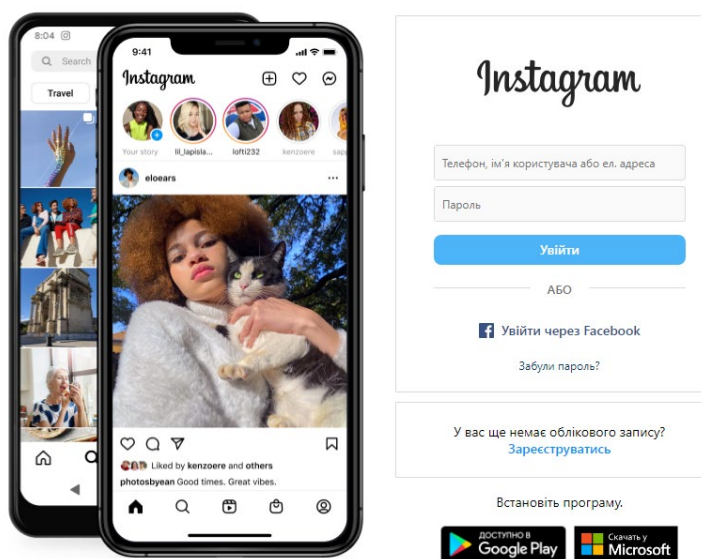 8:04
Search
Travel
9:41
Instagram
Your story
lil_lapisla...
lofti232
kenzoere
sap
eloears
Liked by kenzoere and others
photosbyean Good times. Great vibes.
Instagram
Телефон, ім'я користувача або ел. адреса
Пароль
Увійти
АБО
Увійти через Facebook
Забули пароль?
У вас ще немає облікового запису?
Зареєструватись
Встановіть програму.
ДОСТУПНО В
Google Play
Скачать у
Microsoft